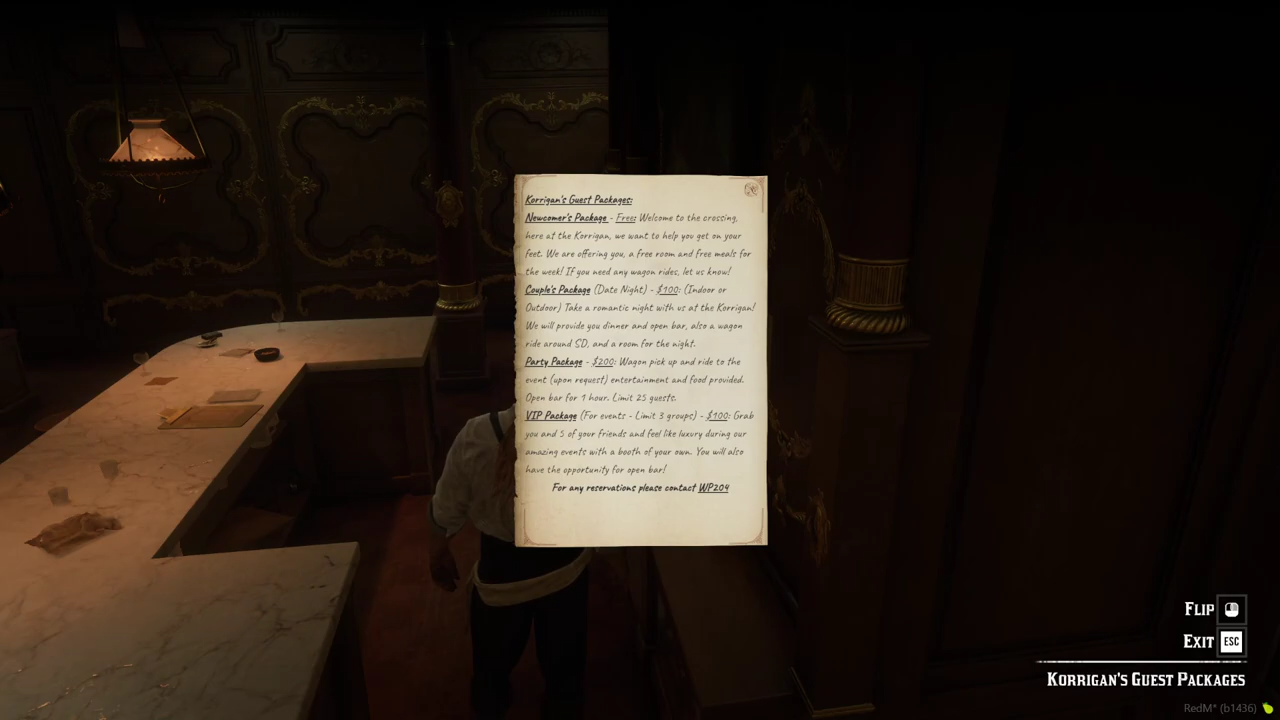 Korrigan's Guest Packages:
Newcomer's Package - Free: Welcome to the crossing,
here at the Korrigan, we want to help you get on your
feet. We are offering you, a free room and free meals for
the week! If you need any wagon rides, let us know!
Couple's Package (Date Night) - $100: (Indoor or
Outdoor) Take a romantic night with us at the Korrigan!
We will provide you dinner and open bar, also a wagon
ride around SD, and a room for the night.
Party Package - $200: Wagon pick up and ride to the
event (upon request) entertainment and food provided.
Open bar for 1 hour. Limit 25 guests.
VIP Package (For events - Limit 3 groups) - $100: Grab
you and 5 of your friends and feel like luxury during our
amazing events with a booth of your own. You will also
have the opportunity for open bar!
For any reservations please contact WP204
Flip
Exit ESC
Korrigan's Guest Packages
RedM* (b1436)